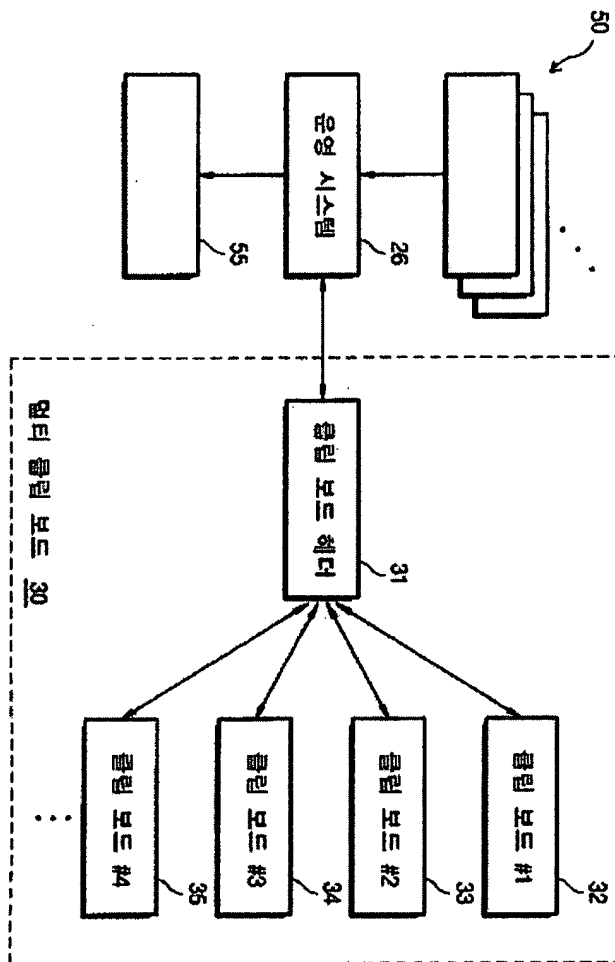 50
운영 시스템
26
55
멀티 클립 보드 30
클립 보드 헤더
31
클립 보드 #1
32
클립 보드 #2
33
클립 보드 #3
34
클립 보드 #4
35